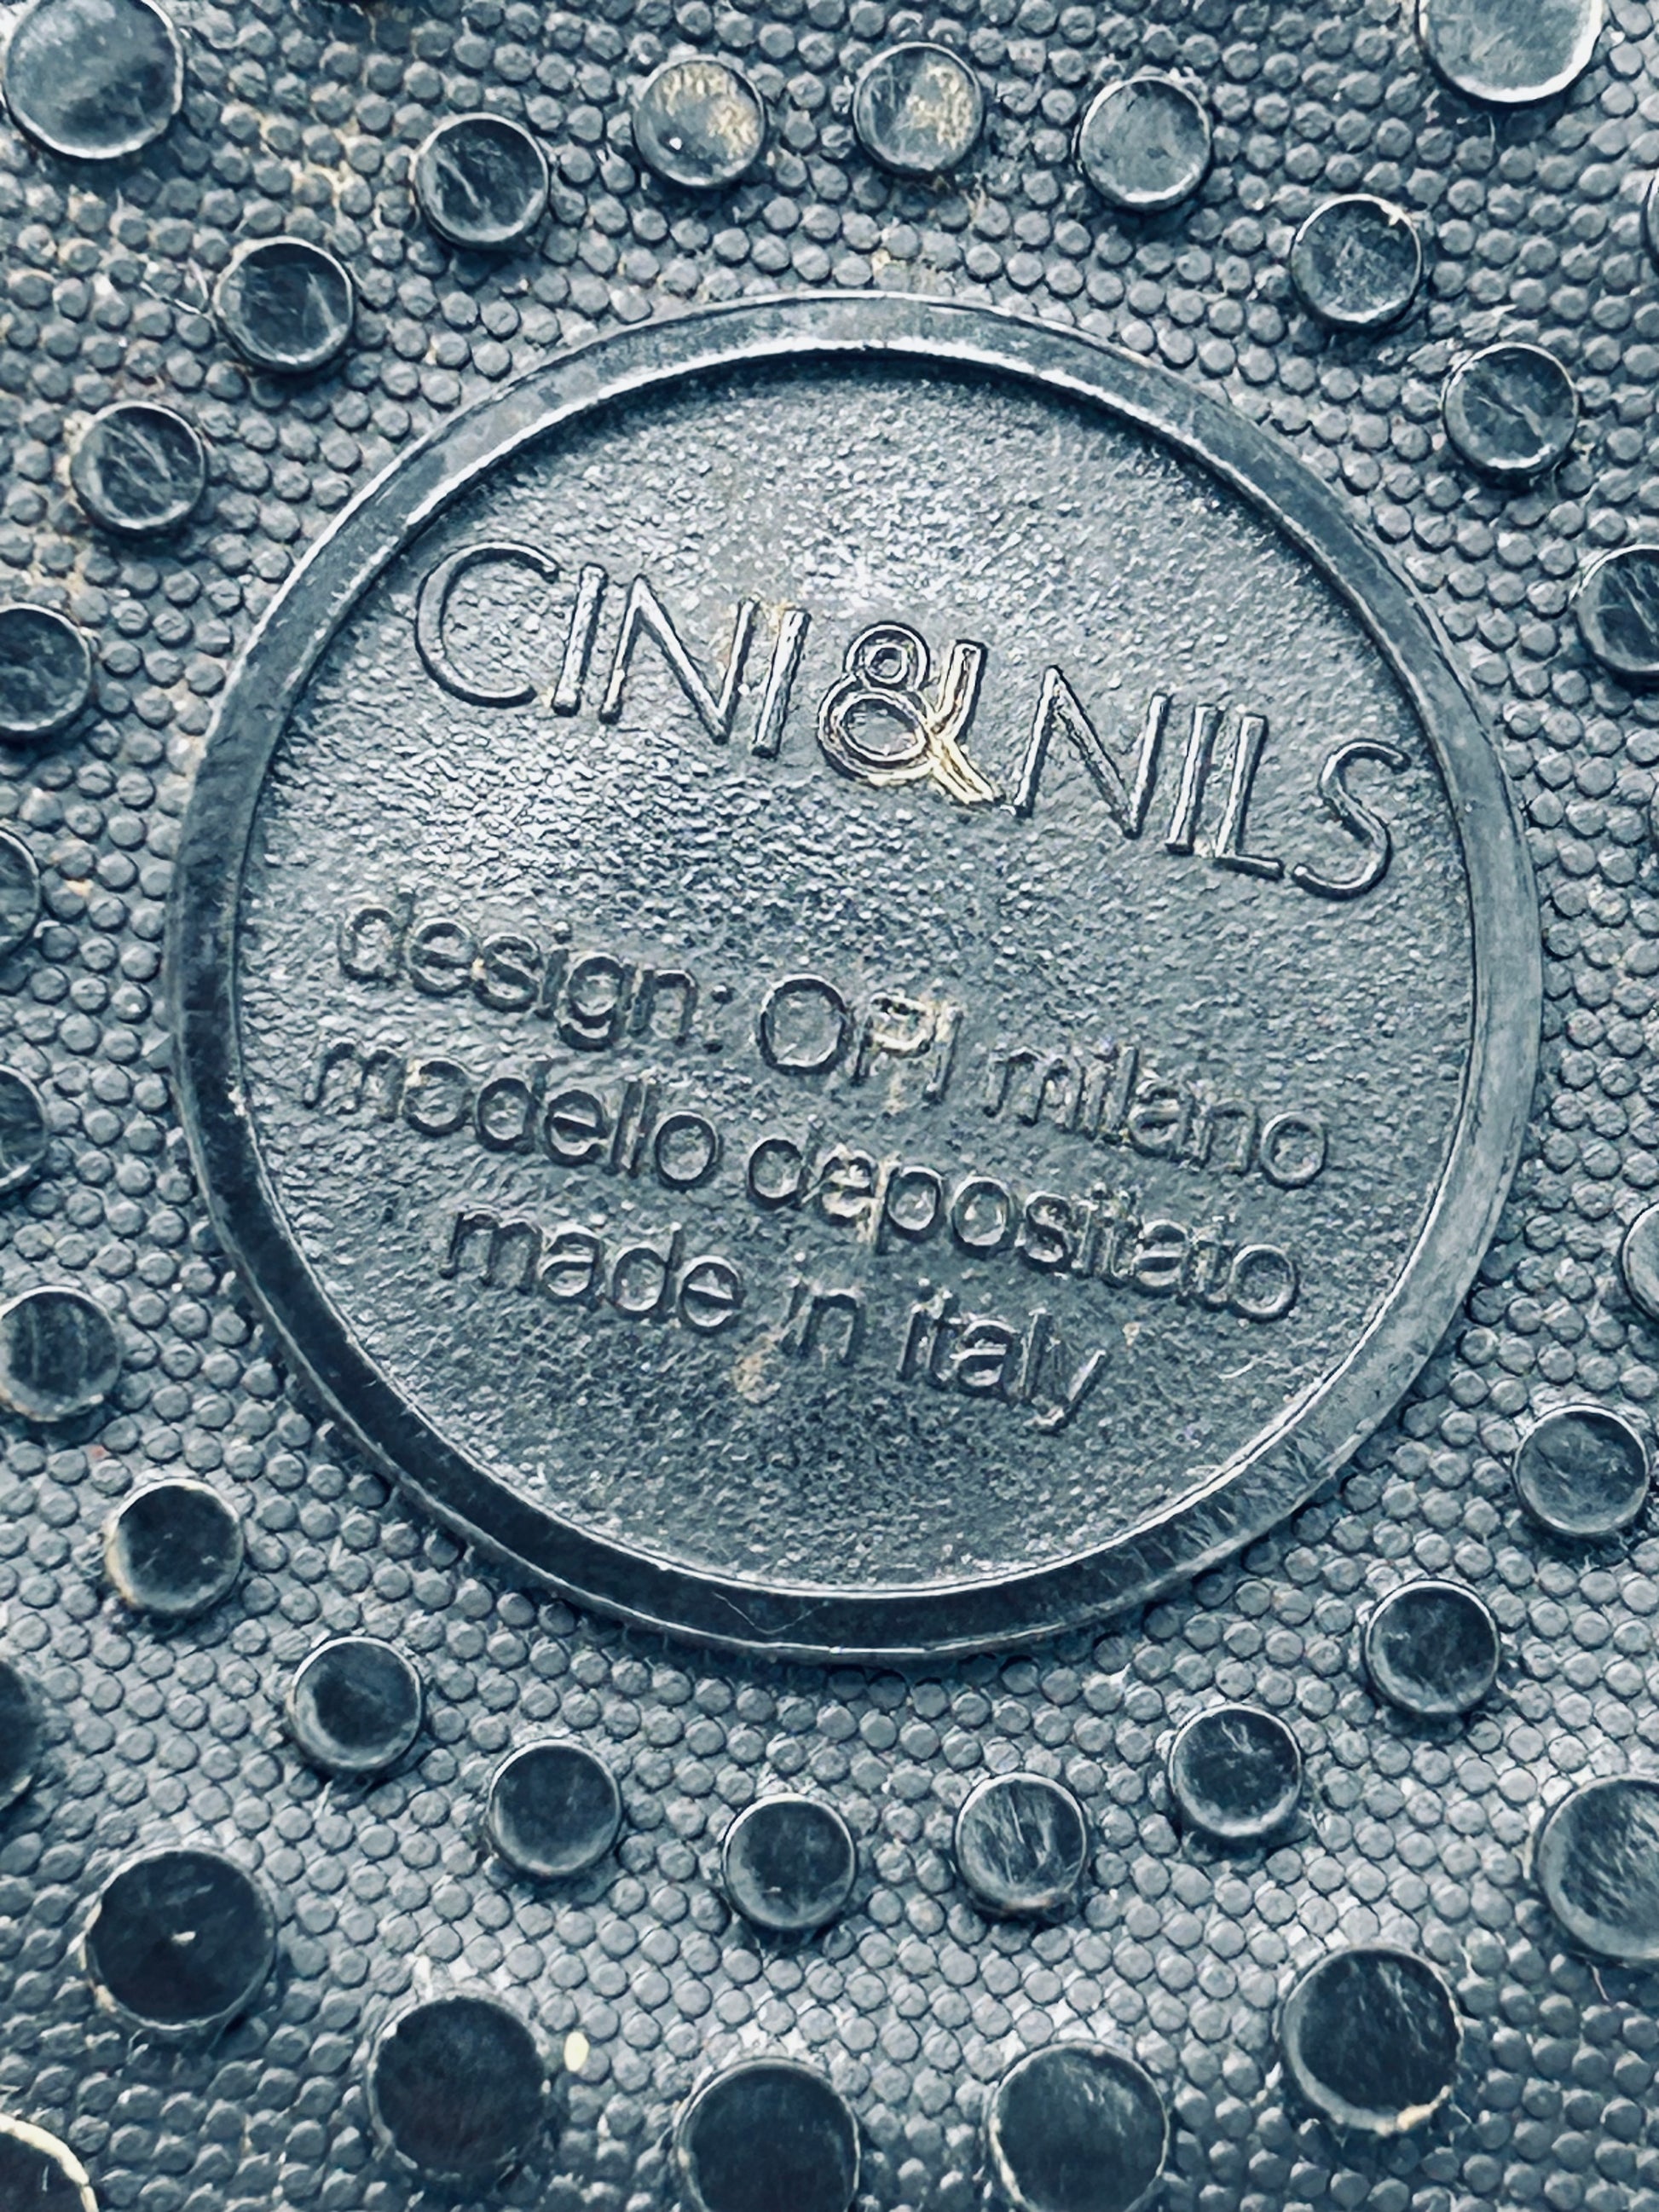 CINI&NILS
design: OPI milano
modello depositato
made in italy